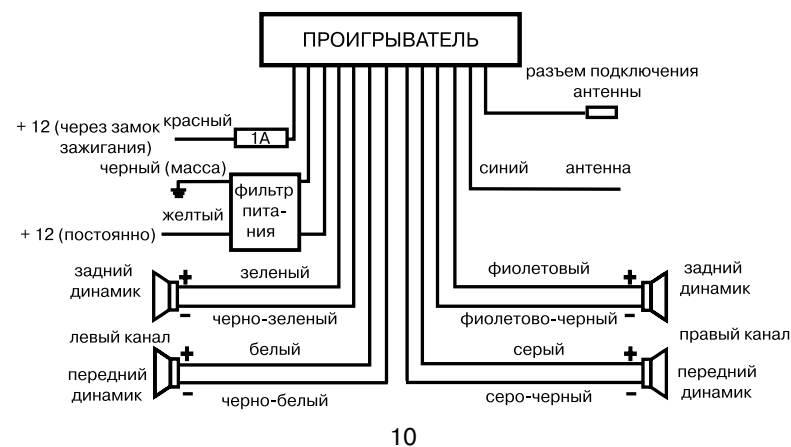 ПРОИГРЫВАТЕЛЬ
разъем подключения
антенны
+ 12 (через замок
зажигания)
красный
1А
черный (масса)
фильтр
пита-
ния
желтый
+ 12 (постоянно)
синий
антенна
задний
динамик
+
зеленый
-
черно-зеленый
левый канал
передний
динамик
+
белый
-
черно-белый
фиолетовый
+
задний
динамик
фиолетово-черный
-
правый канал
серый
+
передний
динамик
серо-черный
-
10